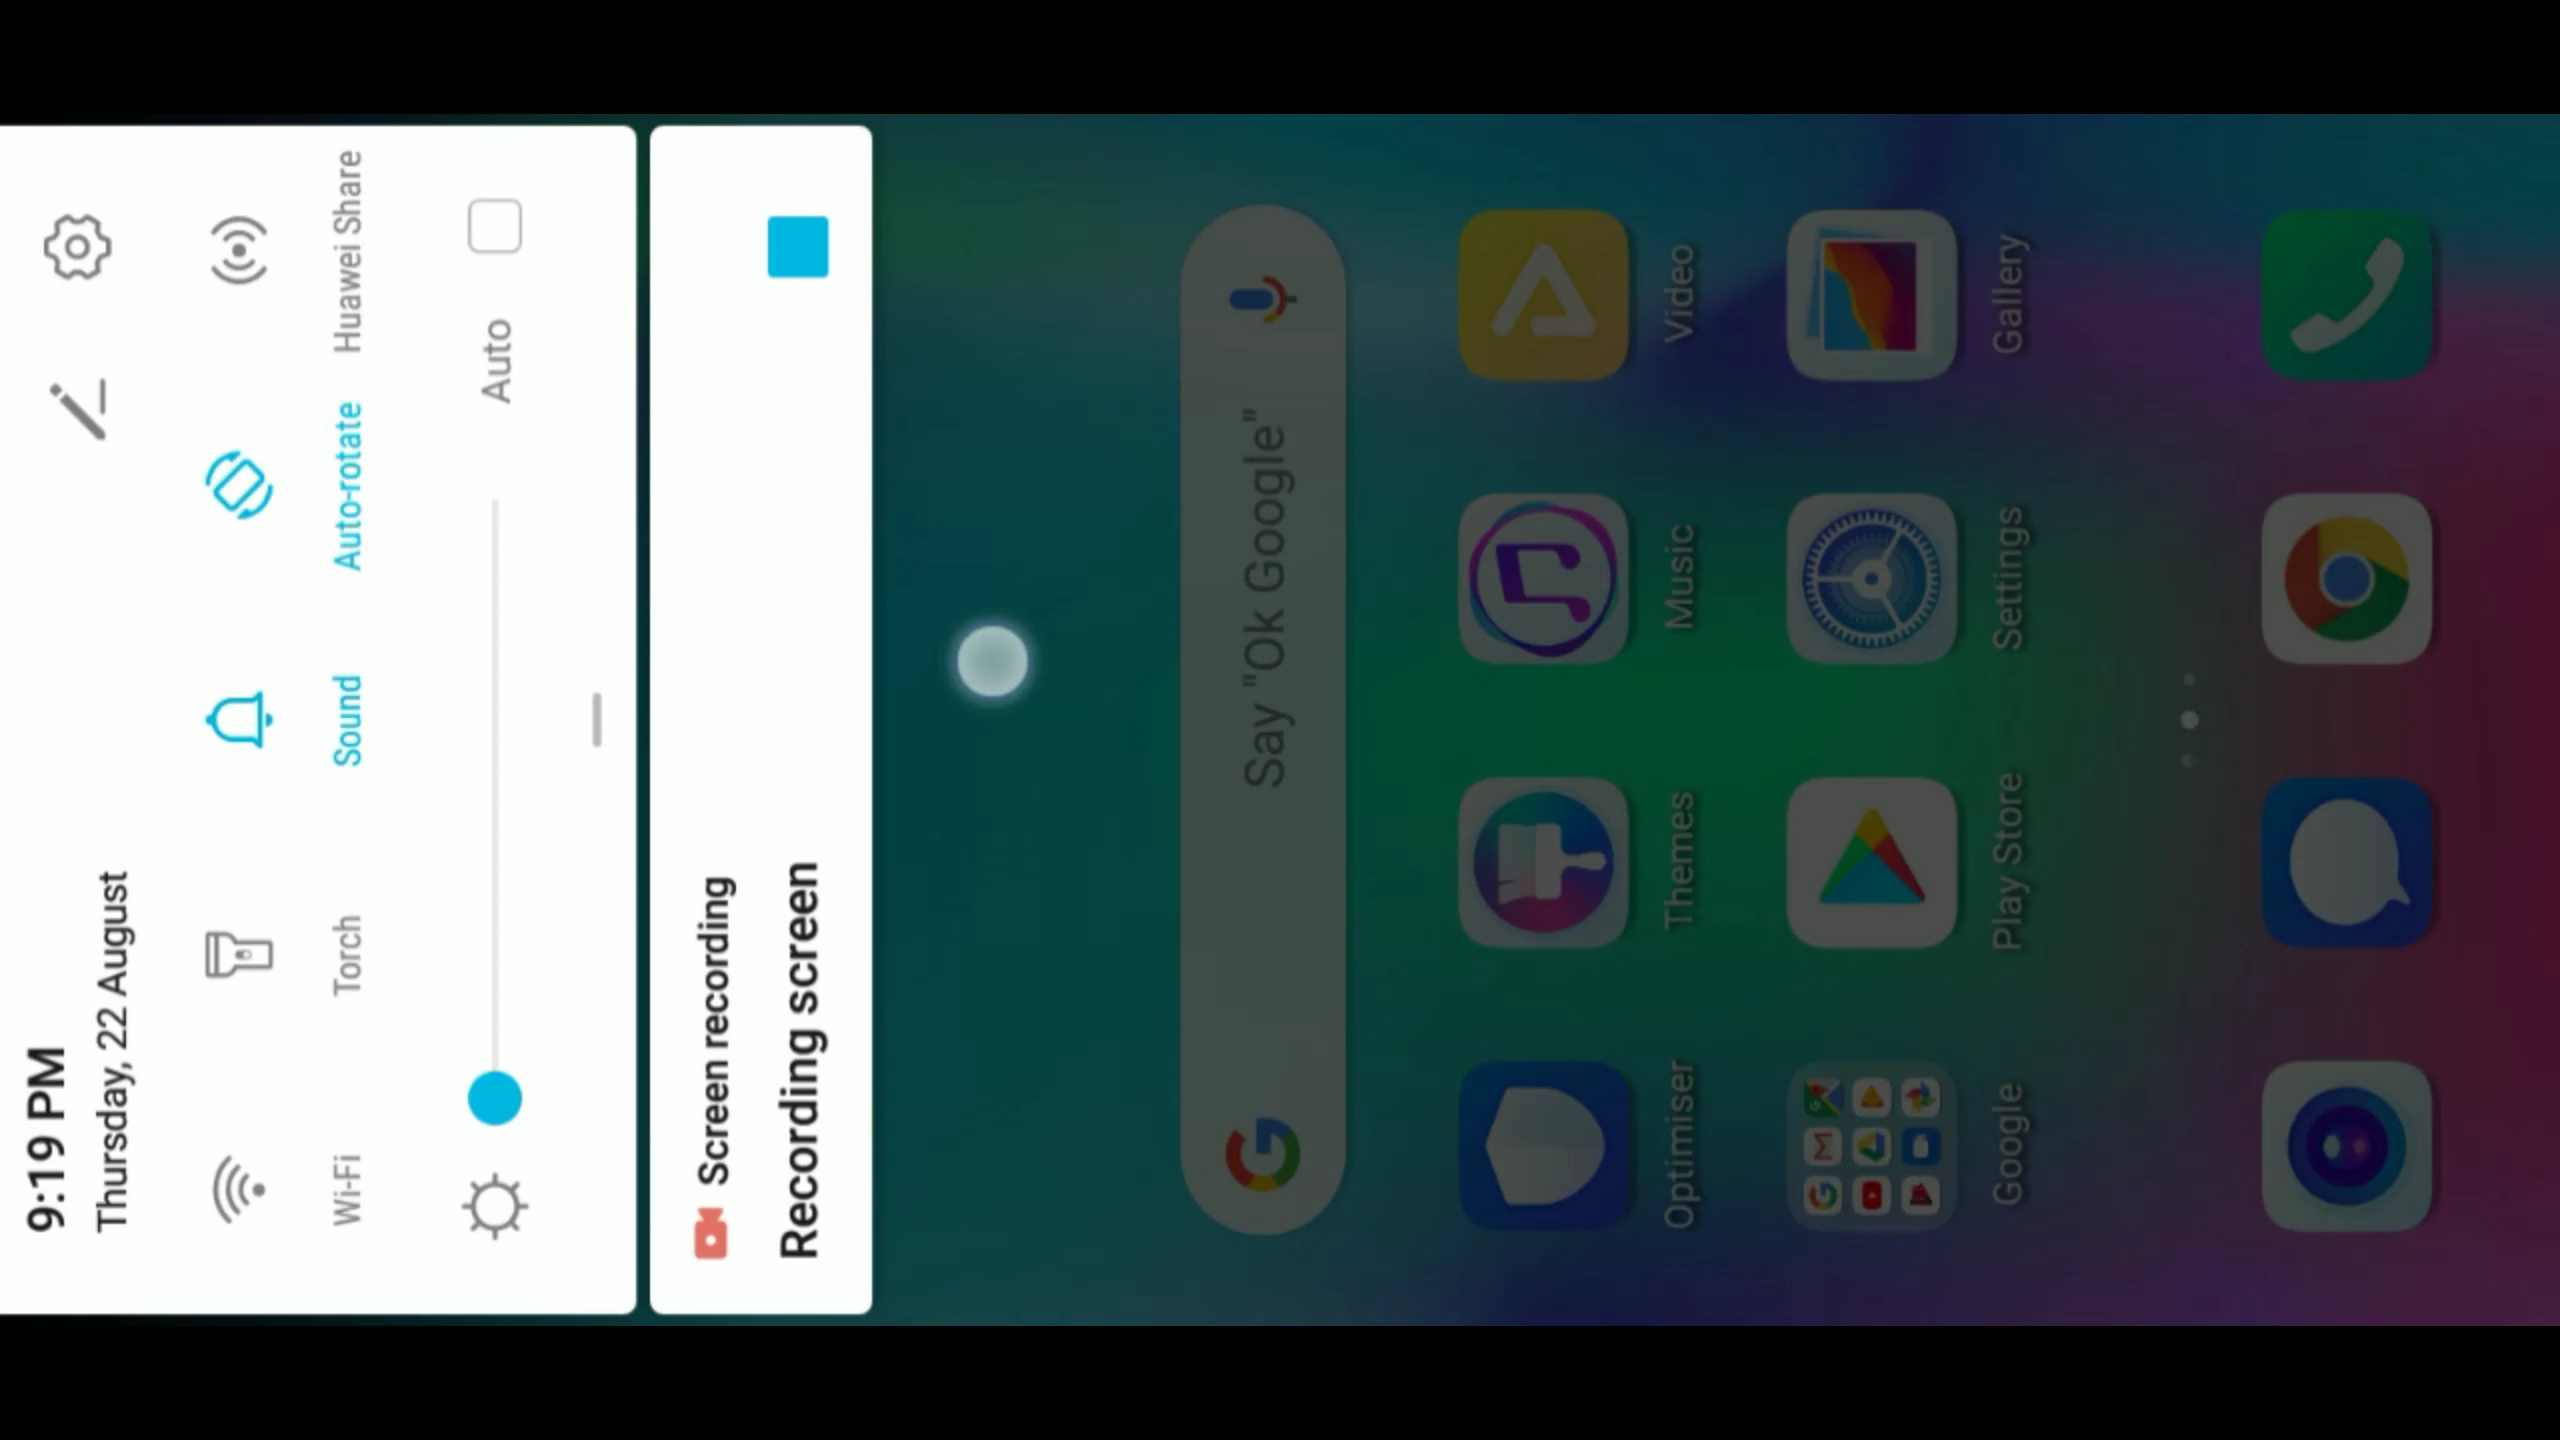 9:19 PM
Thursday, 22 August
Wi-Fi
Torch
Sound
Auto-rotate
Huawei Share
Auto
Screen recording
Recording screen
Say "Ok Google"
Optimiser
Themes
Music
Video
Google
Play Store
Settings
Gallery